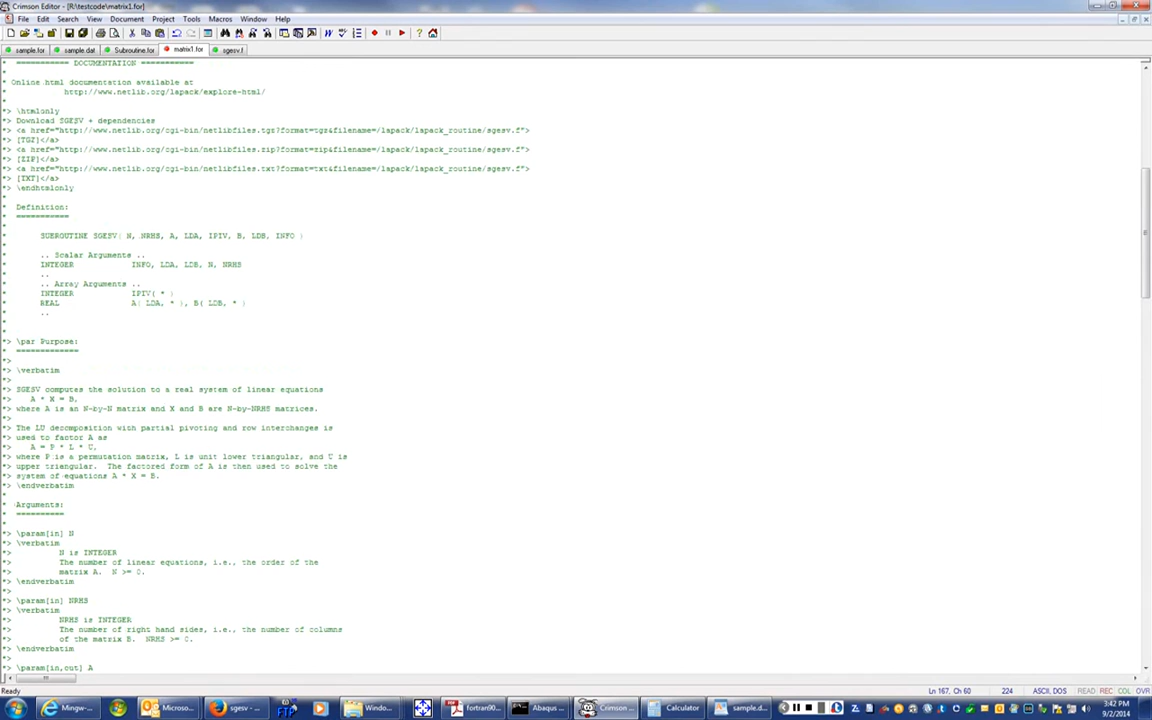 Crimson Editor - [R:\testcode\matrix1.for]
File Edit Search View Document Project Tools Macros Window Help
sample.for sample.dat Subroutine.for matrix1.for sgesv.f
* =========== DOCUMENTATION ===========
*
* Online html documentation available at
* http://www.netlib.org/lapack/explore-html/
*
*> \htmlonly
*> Download SGESV + dependencies
*> <a href="http://www.netlib.org/cgi-bin/netlibfiles.tgz?format=tgz&filename=/lapack/lapack_routine/sgesv.f">
*> [TGZ]</a>
*> <a href="http://www.netlib.org/cgi-bin/netlibfiles.zip?format=zip&filename=/lapack/lapack_routine/sgesv.f">
*> [ZIP]</a>
*> <a href="http://www.netlib.org/cgi-bin/netlibfiles.txt?format=txt&filename=/lapack/lapack_routine/sgesv.f">
*> [TXT]</a>
*> \endhtmlonly
*
* Definition:
* ===========
*
* SUBROUTINE SGESV( N, NRHS, A, LDA, IPIV, B, LDB, INFO )
*
* .. Scalar Arguments ..
* INTEGER INFO, LDA, LDB, N, NRHS
* ..
* .. Array Arguments ..
* INTEGER IPIV( * )
* REAL A( LDA, * ), B( LDB, * )
* ..
*
*
*> \par Purpose:
* =============
*>
*> \verbatim
*>
*> SGESV computes the solution to a real system of linear equations
*> A * X = B,
*> where A is an N-by-N matrix and X and B are N-by-NRHS matrices.
*>
*> The LU decomposition with partial pivoting and row interchanges is
*> used to factor A as
*> A = P * L * U,
*> where P is a permutation matrix, L is unit lower triangular, and U is
*> upper triangular. The factored form of A is then used to solve the
*> system of equations A * X = B.
*> \endverbatim
*
* Arguments:
* ==========
*
*> \param[in] N
*> \verbatim
*> N is INTEGER
*> The number of linear equations, i.e., the order of the
*> matrix A. N >= 0.
*> \endverbatim
*>
*> \param[in] NRHS
*> \verbatim
*> NRHS is INTEGER
*> The number of right hand sides, i.e., the number of columns
*> of the matrix B. NRHS >= 0.
*> \endverbatim
*>
*> \param[in,out] A
Ready Ln 167, Ch 60 224 ASCII, DOS READ REC COL OVR
Mingw-... Microso... sgesv - ... FTP Windo... fortran90... Abaqus ... Crimson ... Calculator sample.d... 3:42 PM
9/2/2014